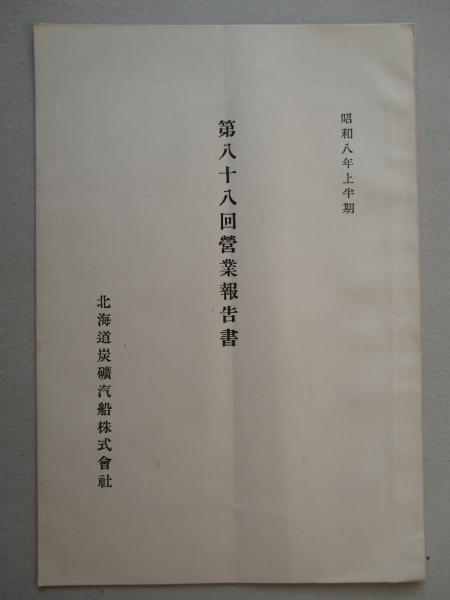 昭和八年上半期
第八十八回營業報告書
北海道炭礦汽船株式會社